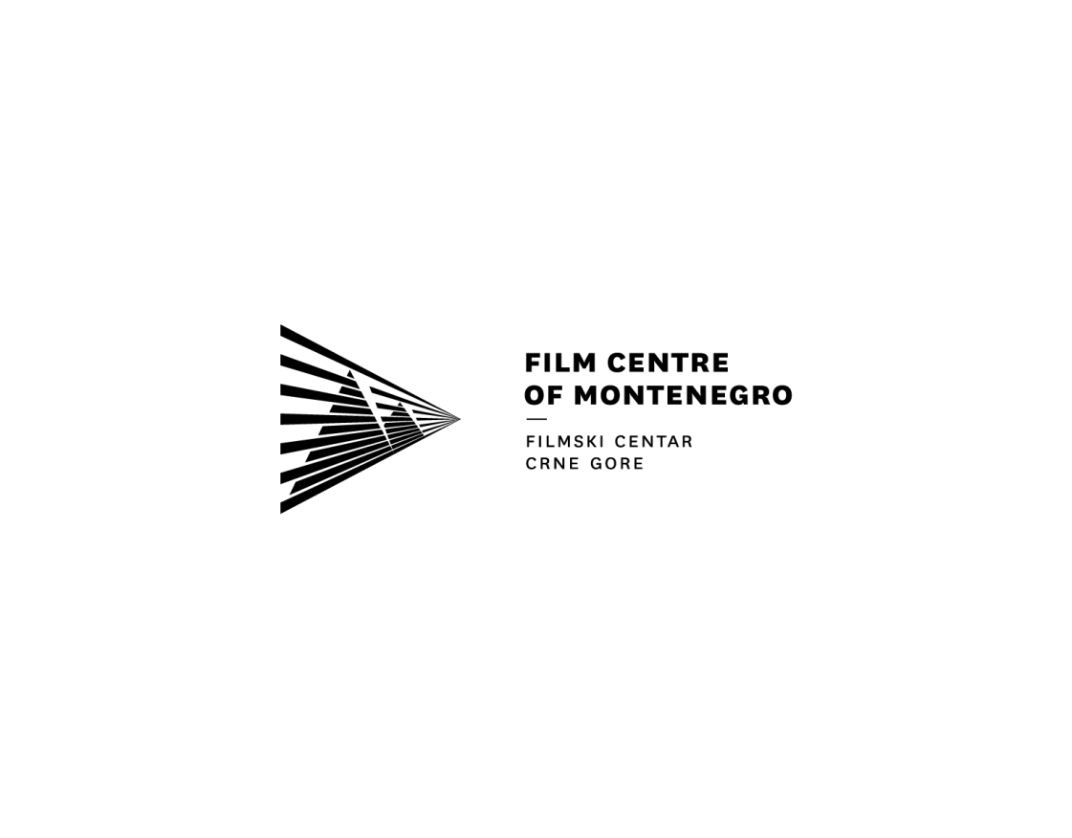 FILM CENTRE
OF MONTENEGRO
FILMSKI CENTAR
CRNE GORE